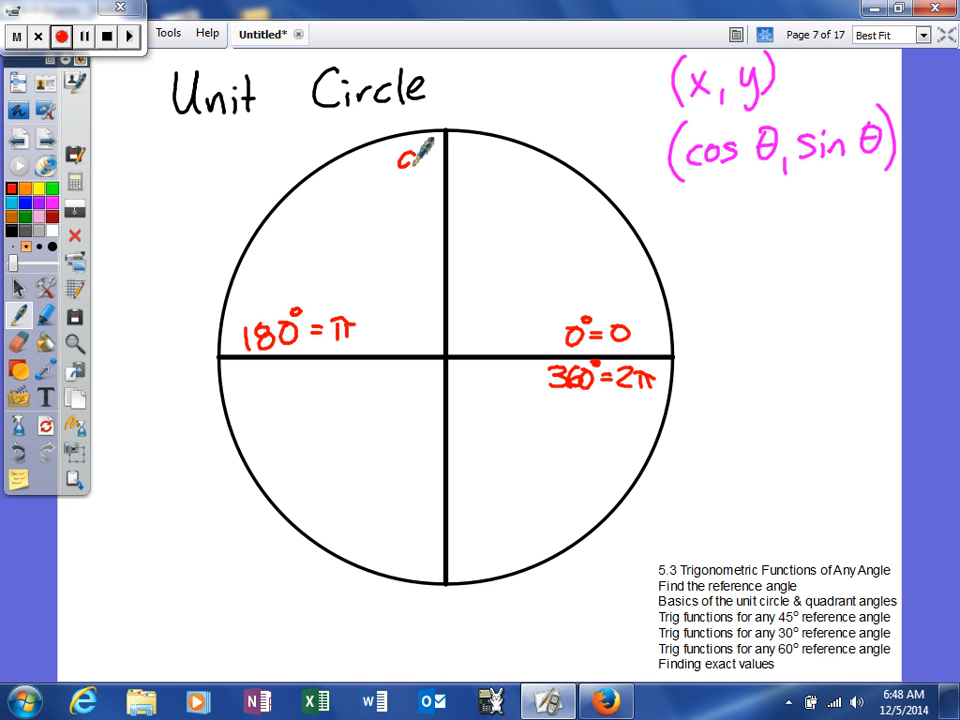 M
Tools Help Untitled*
Page 7 of 17 Best Fit
Unit Circle
(x, y)
(cos θ, sin θ)
180° = π
0° = 0
360° = 2π
5.3 Trigonometric Functions of Any Angle
Find the reference angle
Basics of the unit circle & quadrant angles
Trig functions for any 45° reference angle
Trig functions for any 30° reference angle
Trig functions for any 60° reference angle
Finding exact values
6:48 AM
12/5/2014